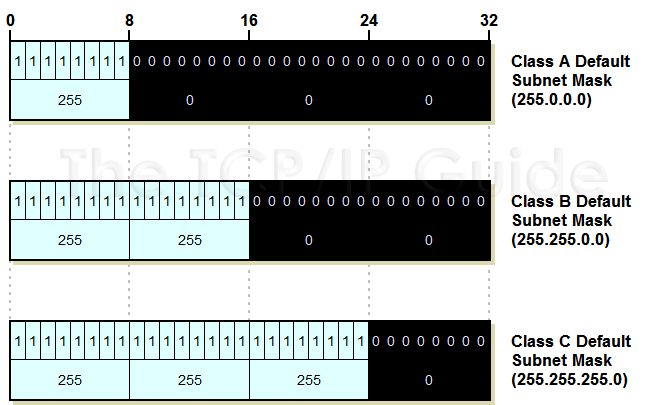 0 8 16 24 32
1 1 1 1 1 1 1 1 0 0 0 0 0 0 0 0 0 0 0 0 0 0 0 0 0 0 0 0 0 0 0 0
255 0 0 0
Class A Default
Subnet Mask
(255.0.0.0)
The TCP/IP Guide
1 1 1 1 1 1 1 1 1 1 1 1 1 1 1 1 0 0 0 0 0 0 0 0 0 0 0 0 0 0 0 0
255 255 0 0
Class B Default
Subnet Mask
(255.255.0.0)
1 1 1 1 1 1 1 1 1 1 1 1 1 1 1 1 1 1 1 1 1 1 1 1 0 0 0 0 0 0 0 0
255 255 255 0
Class C Default
Subnet Mask
(255.255.255.0)